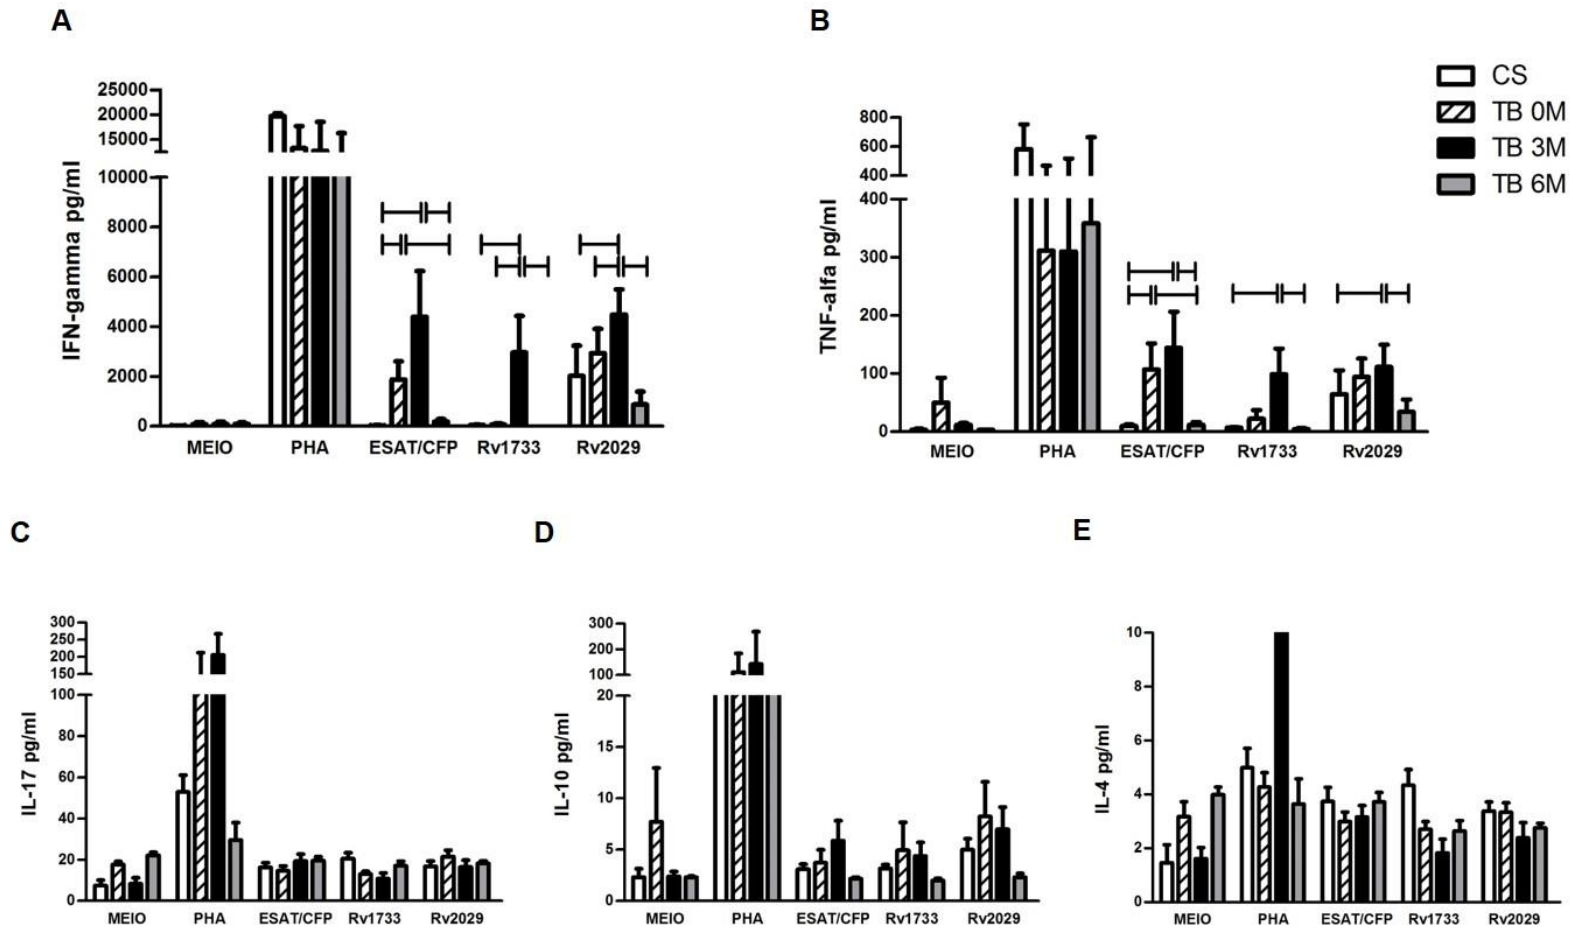 A
IFN-gamma pg/ml
25000
20000
15000
10000
8000
6000
4000
2000
0
MEIO PHA ESAT/CFP Rv1733 Rv2029
B
TNF-alfa pg/ml
800
600
400
400
300
200
100
0
MEIO PHA ESAT/CFP Rv1733 Rv2029
CS
TB 0M
TB 3M
TB 6M
C
IL-17 pg/ml
300
250
200
150
100
80
60
40
20
0
MEIO PHA ESAT/CFP Rv1733 Rv2029
D
IL-10 pg/ml
300
200
100
20
15
10
5
0
MEIO PHA ESAT/CFP Rv1733 Rv2029
E
IL-4 pg/ml
10
8
6
4
2
0
MEIO PHA ESAT/CFP Rv1733 Rv2029